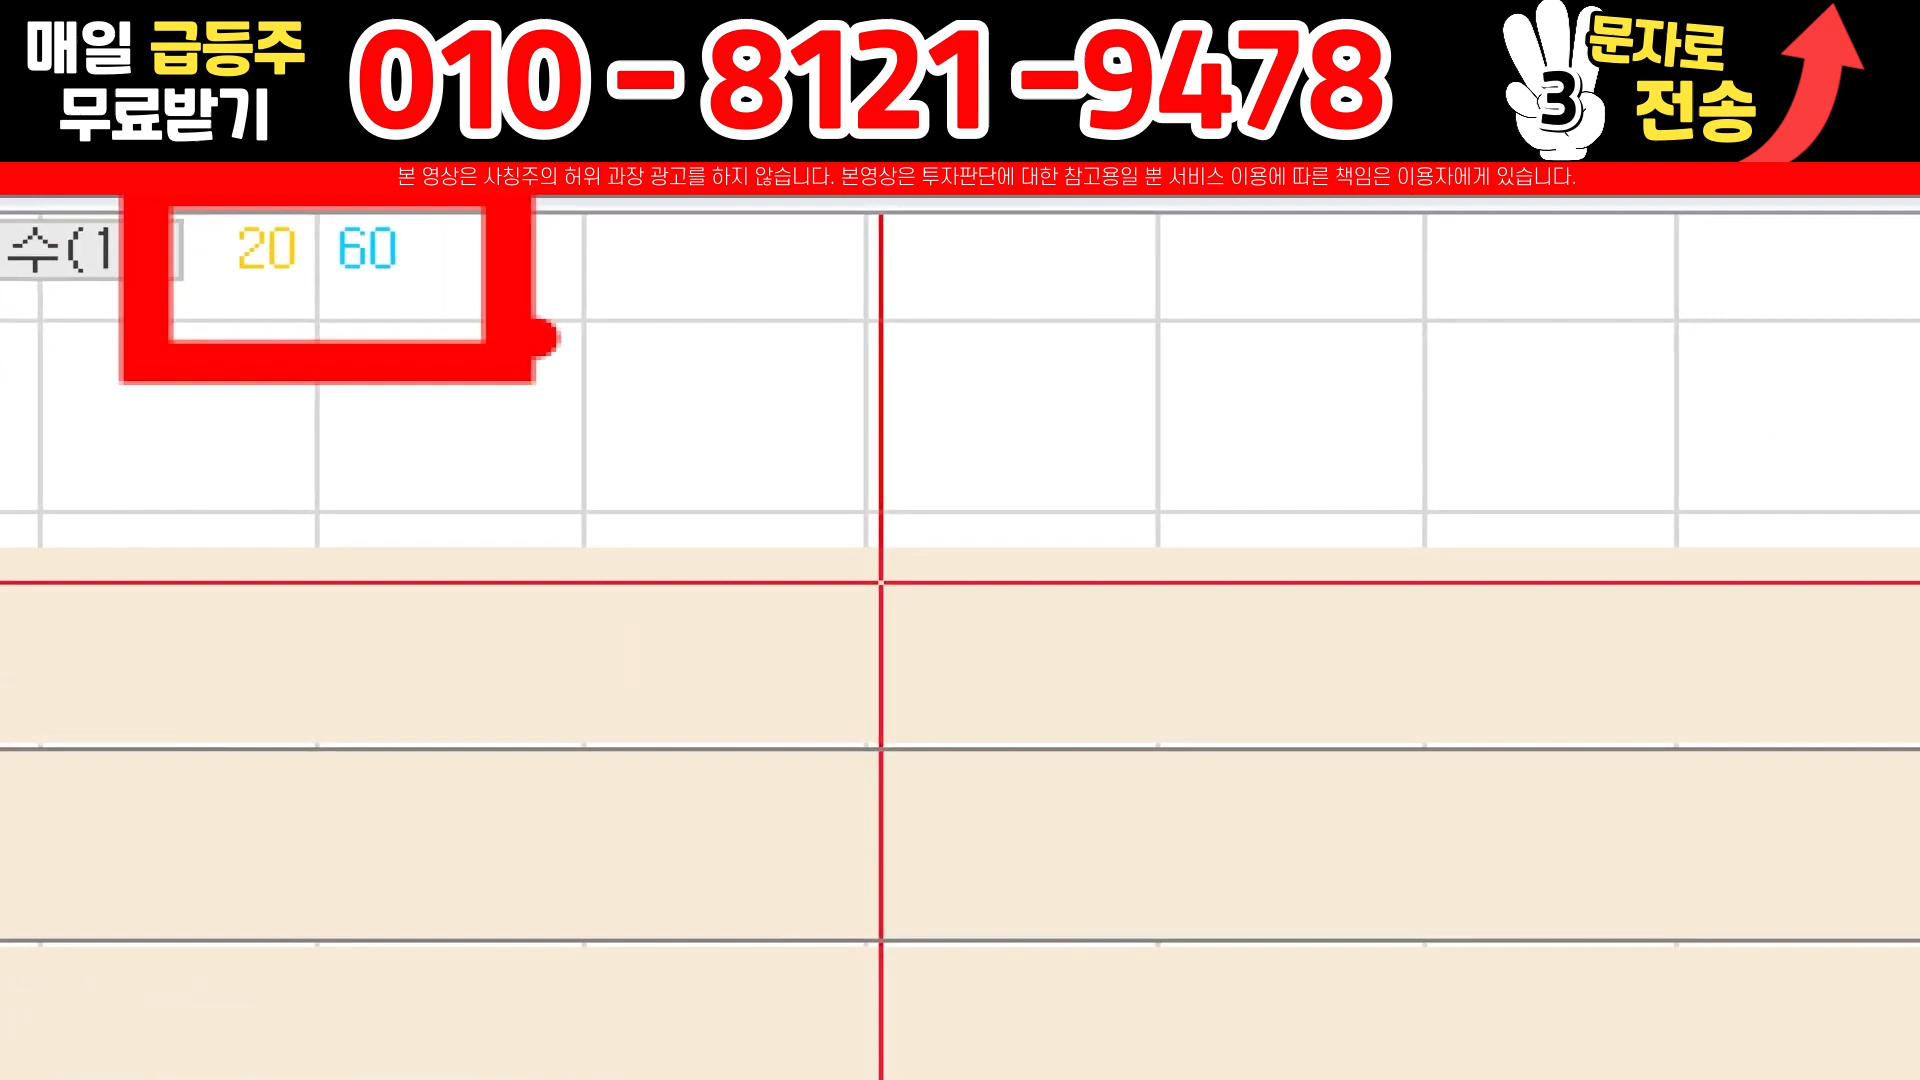 매일 급등주
무료받기
010-8121-9478
3
문자로
전송
본 영상은 사칭주의 허위 과장 광고를 하지 않습니다. 본영상은 투자판단에 대한 참고용일 뿐 서비스 이용에 따른 책임은 이용자에게 있습니다.
수(1 20 60